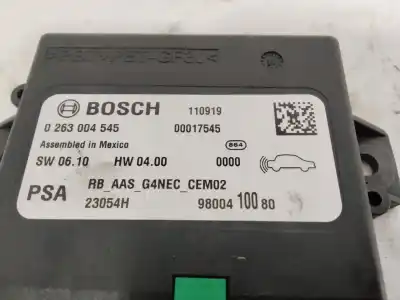 BOSCH 110919
0 263 004 545 00017545
Assembled in Mexico 864
SW 06.10 HW 04.00 0000
PSA RB_AAS_G4NEC_CEM02
23054H 98004 100 80